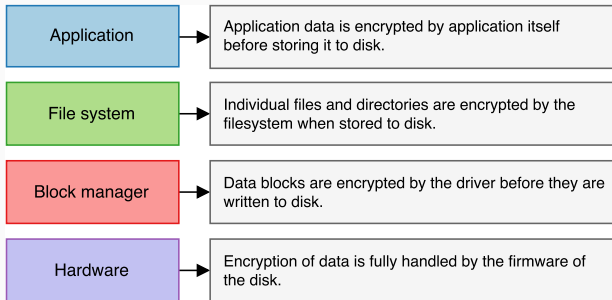 Application
Application data is encrypted by application itself
before storing it to disk.
File system
Individual files and directories are encrypted by the
filesystem when stored to disk.
Block manager
Data blocks are encrypted by the driver before they are
written to disk.
Hardware
Encryption of data is fully handled by the firmware of
the disk.